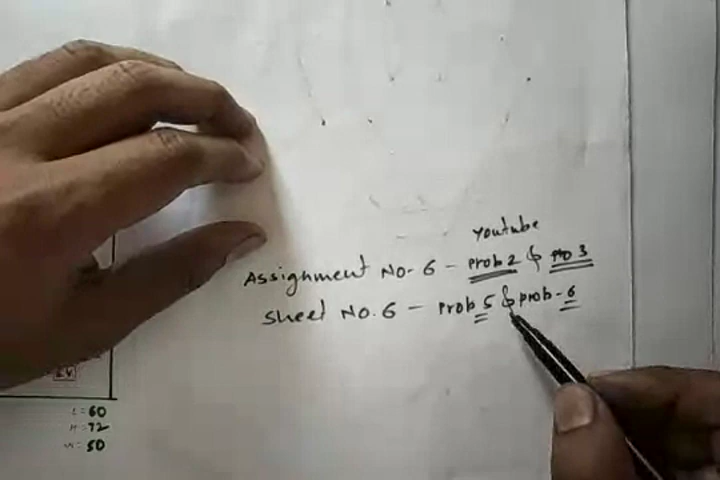 Youtube
Assignment No. 6 - Prob 2 & Pro 3
Sheet No. 6 - Prob 5 & Prob - 6
L = 60
H = 72
W = 50